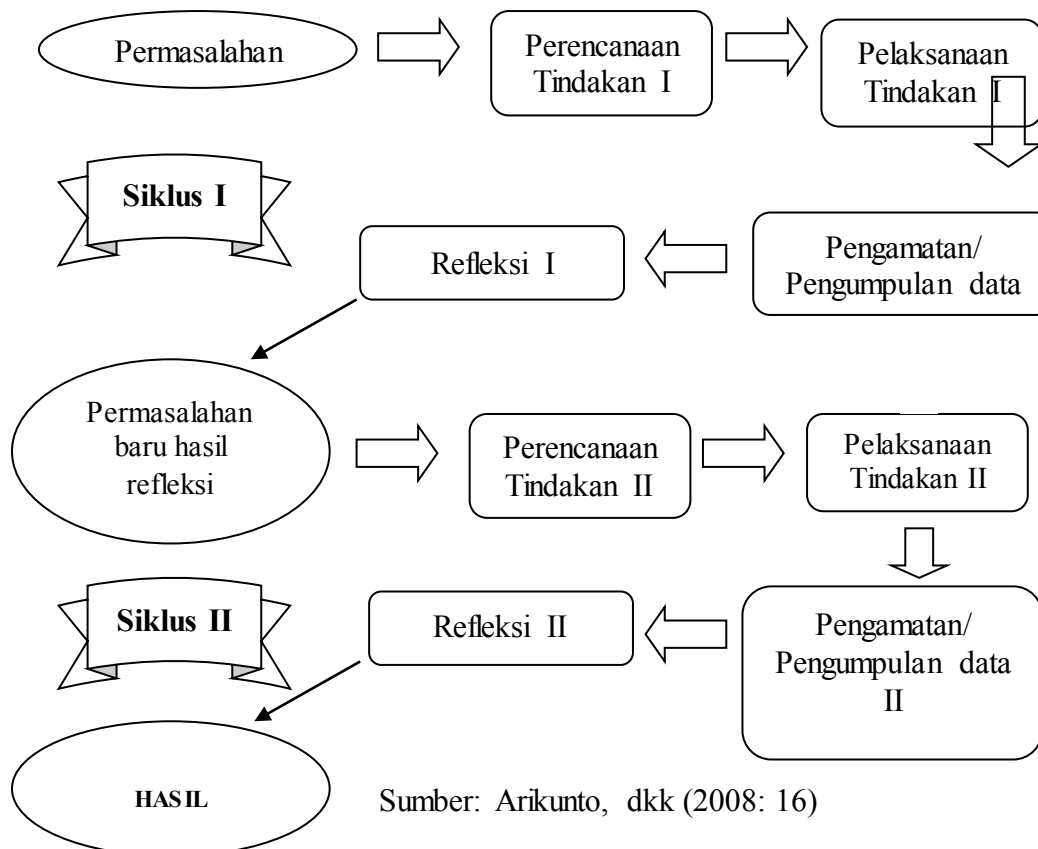 Permasalahan
Perencanaan
Tindakan I
Pelaksanaan
Tindakan I
Siklus I
Refleksi I
Pengamatan/
Pengumpulan data
Permasalahan
baru hasil
refleksi
Perencanaan
Tindakan II
Pelaksanaan
Tindakan II
Siklus II
Refleksi II
Pengamatan/
Pengumpulan data
II
HASIL
Sumber: Arikunto, dkk (2008: 16)